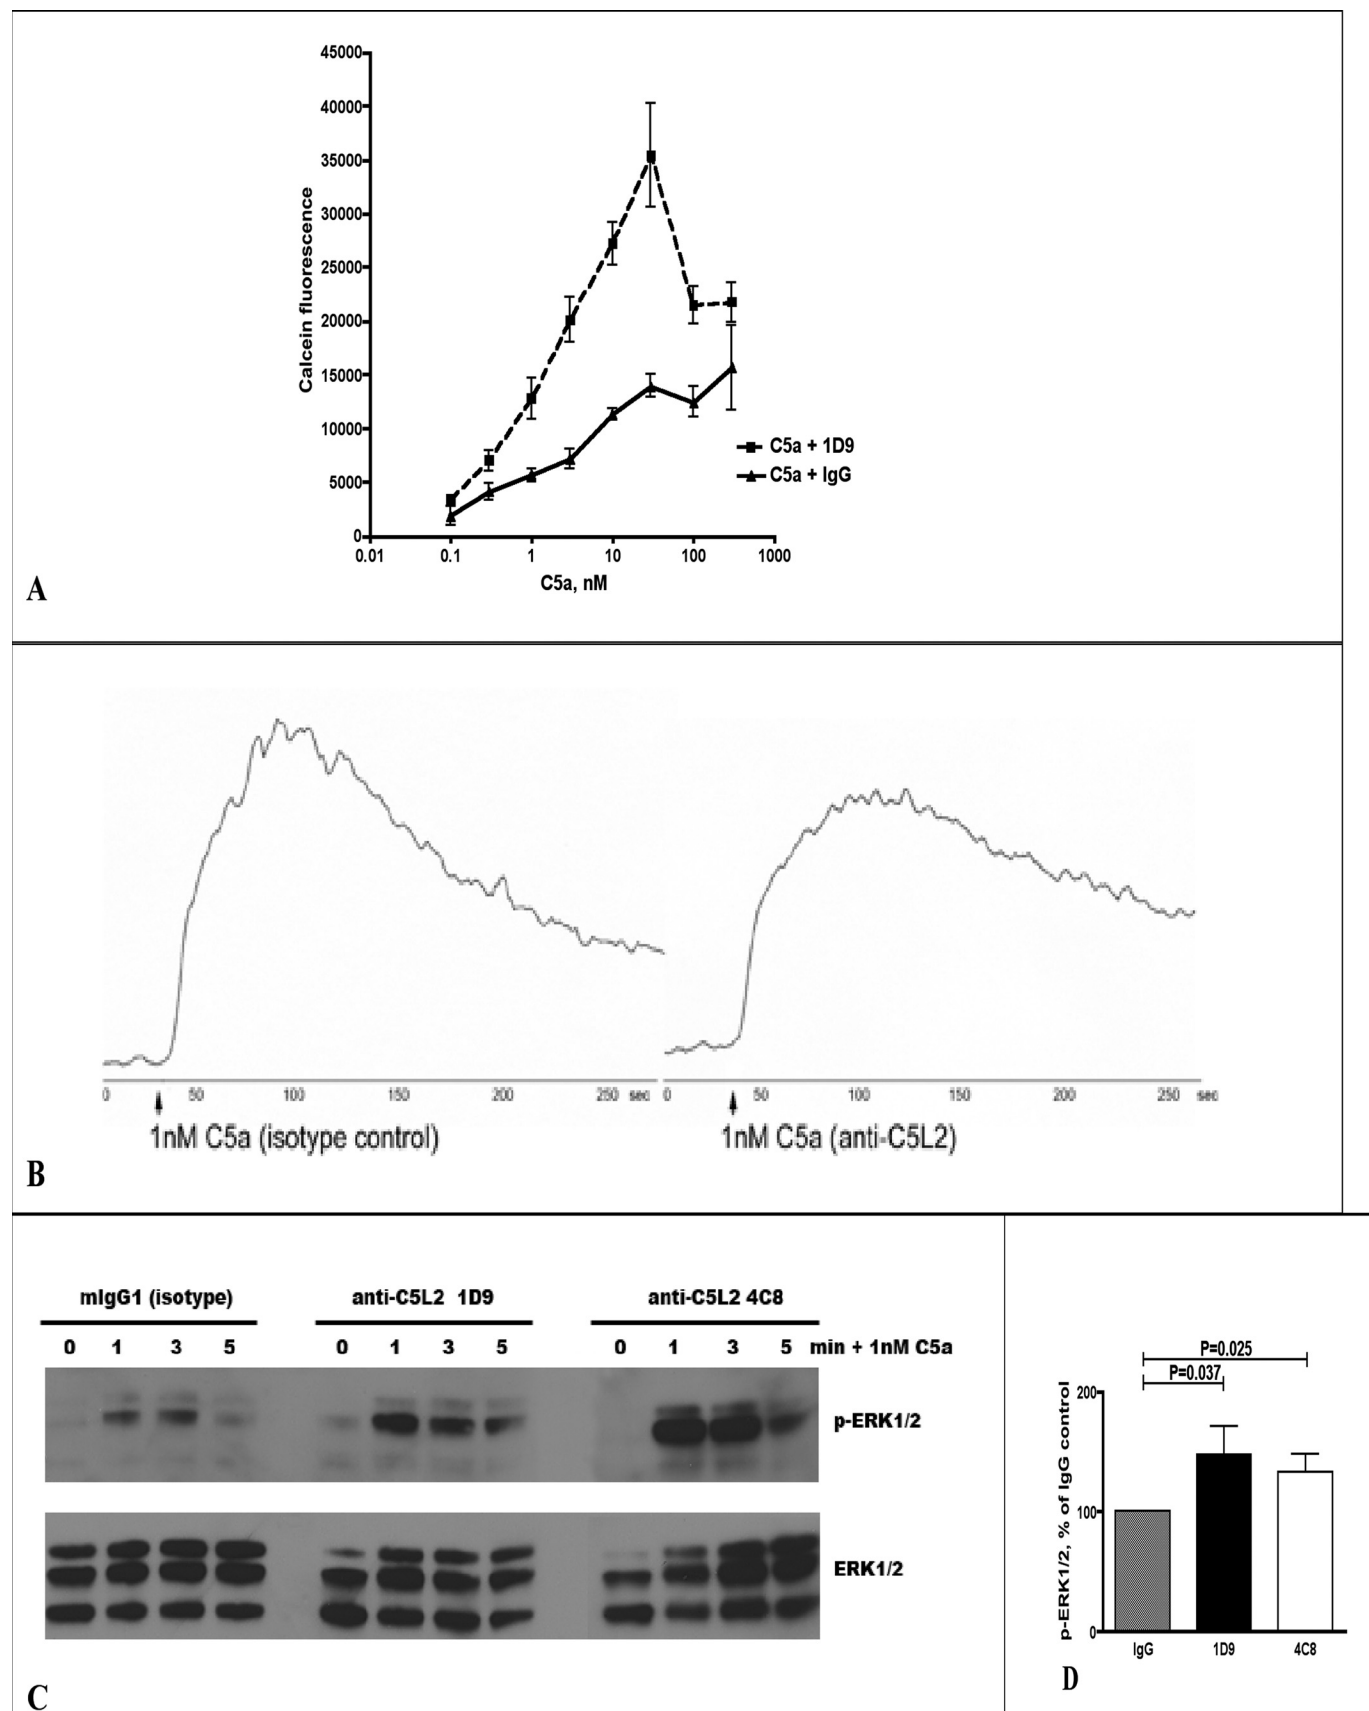 45000
40000
35000
30000
25000
20000
15000
10000
5000
0
Calcein fluorescence
0.01 0.1 1 10 100 1000
C5a, nM
C5a + 1D9
C5a + IgG
A
0 50 100 150 200 250 sec 0 50 100 150 200 250 sec
1nM C5a (isotype control) 1nM C5a (anti-C5L2)
B
mIgG1 (isotype) anti-C5L2 1D9 anti-C5L2 4C8
0 1 3 5 0 1 3 5 0 1 3 5 min + 1nM C5a
p-ERK1/2
ERK1/2
C
P=0.025
P=0.037
200
100
0
p-ERK1/2, % of IgG control
IgG 1D9 4C8
D